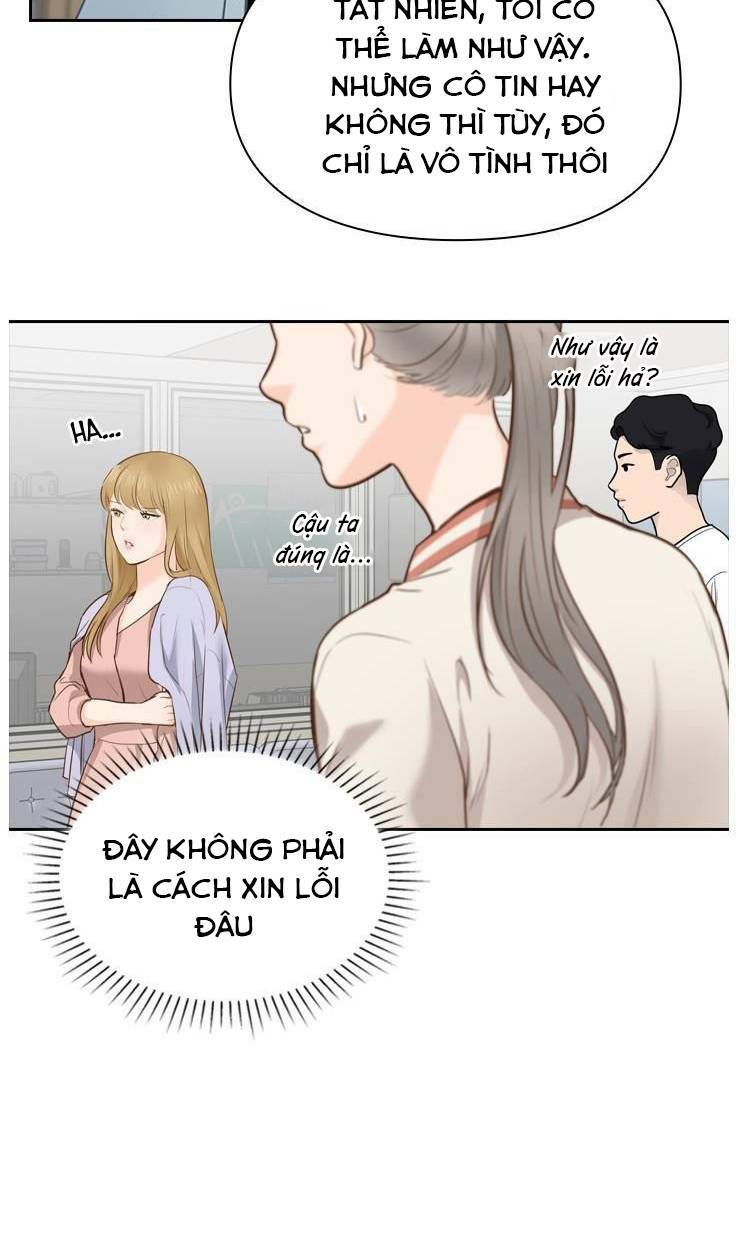 TẤT NHIÊN, TÔI CÓ
THỂ LÀM NHƯ VẬY.
NHƯNG CÔ TIN HAY
KHÔNG THÌ TÙY, ĐÓ
CHỈ LÀ VÔ TÌNH THÔI
Như vậy là
xin lỗi hả?
HA...
Cậu ta
đúng là...
ĐÂY KHÔNG PHẢI
LÀ CÁCH XIN LỖI
ĐÂU